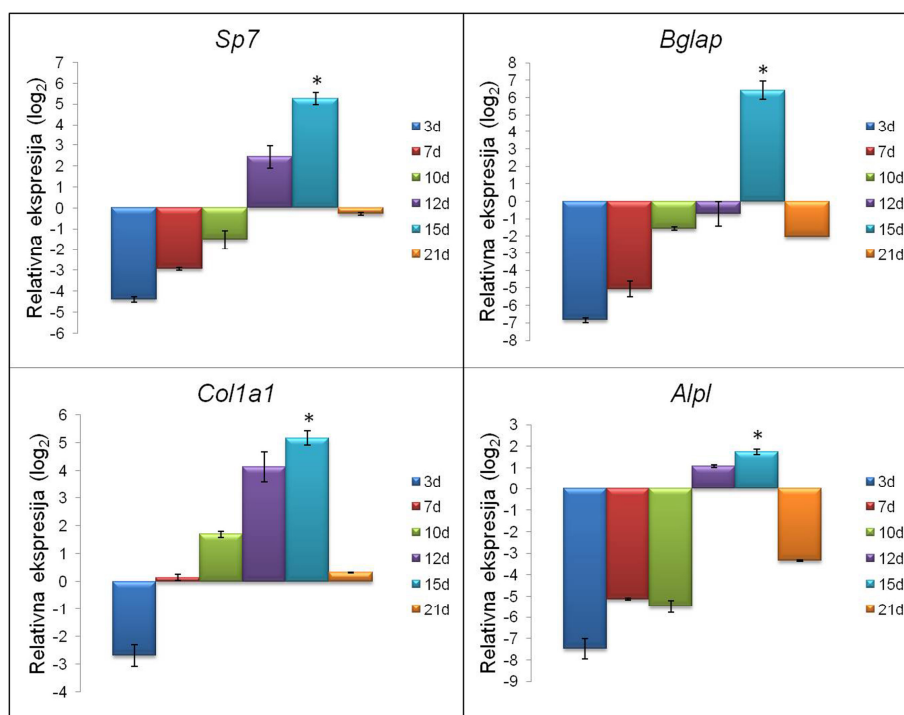 Sp7
Relativna ekspresija (log2)
7
6
5
4
3
2
1
0
-1
-2
-3
-4
-5
-6
*
3d
7d
10d
12d
15d
21d
Bglap
Relativna ekspresija (log2)
8
7
6
5
4
3
2
1
0
-1
-2
-3
-4
-5
-6
-7
-8
*
3d
7d
10d
12d
15d
21d
Col1a1
Relativna ekspresija (log2)
6
5
4
3
2
1
0
-1
-2
-3
-4
*
3d
7d
10d
12d
15d
21d
Alpl
Relativna ekspresija (log2)
3
2
1
0
-1
-2
-3
-4
-5
-6
-7
-8
-9
*
3d
7d
10d
12d
15d
21d